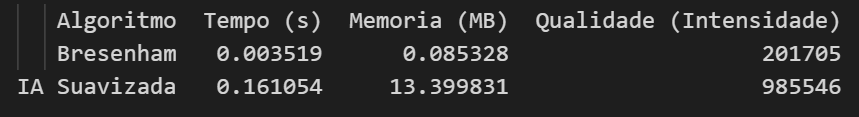 Algoritmo Tempo (s) Memoria (MB) Qualidade (Intensidade)
Bresenham 0.003519 0.085328 201705
IA Suavizada 0.161054 13.399831 985546